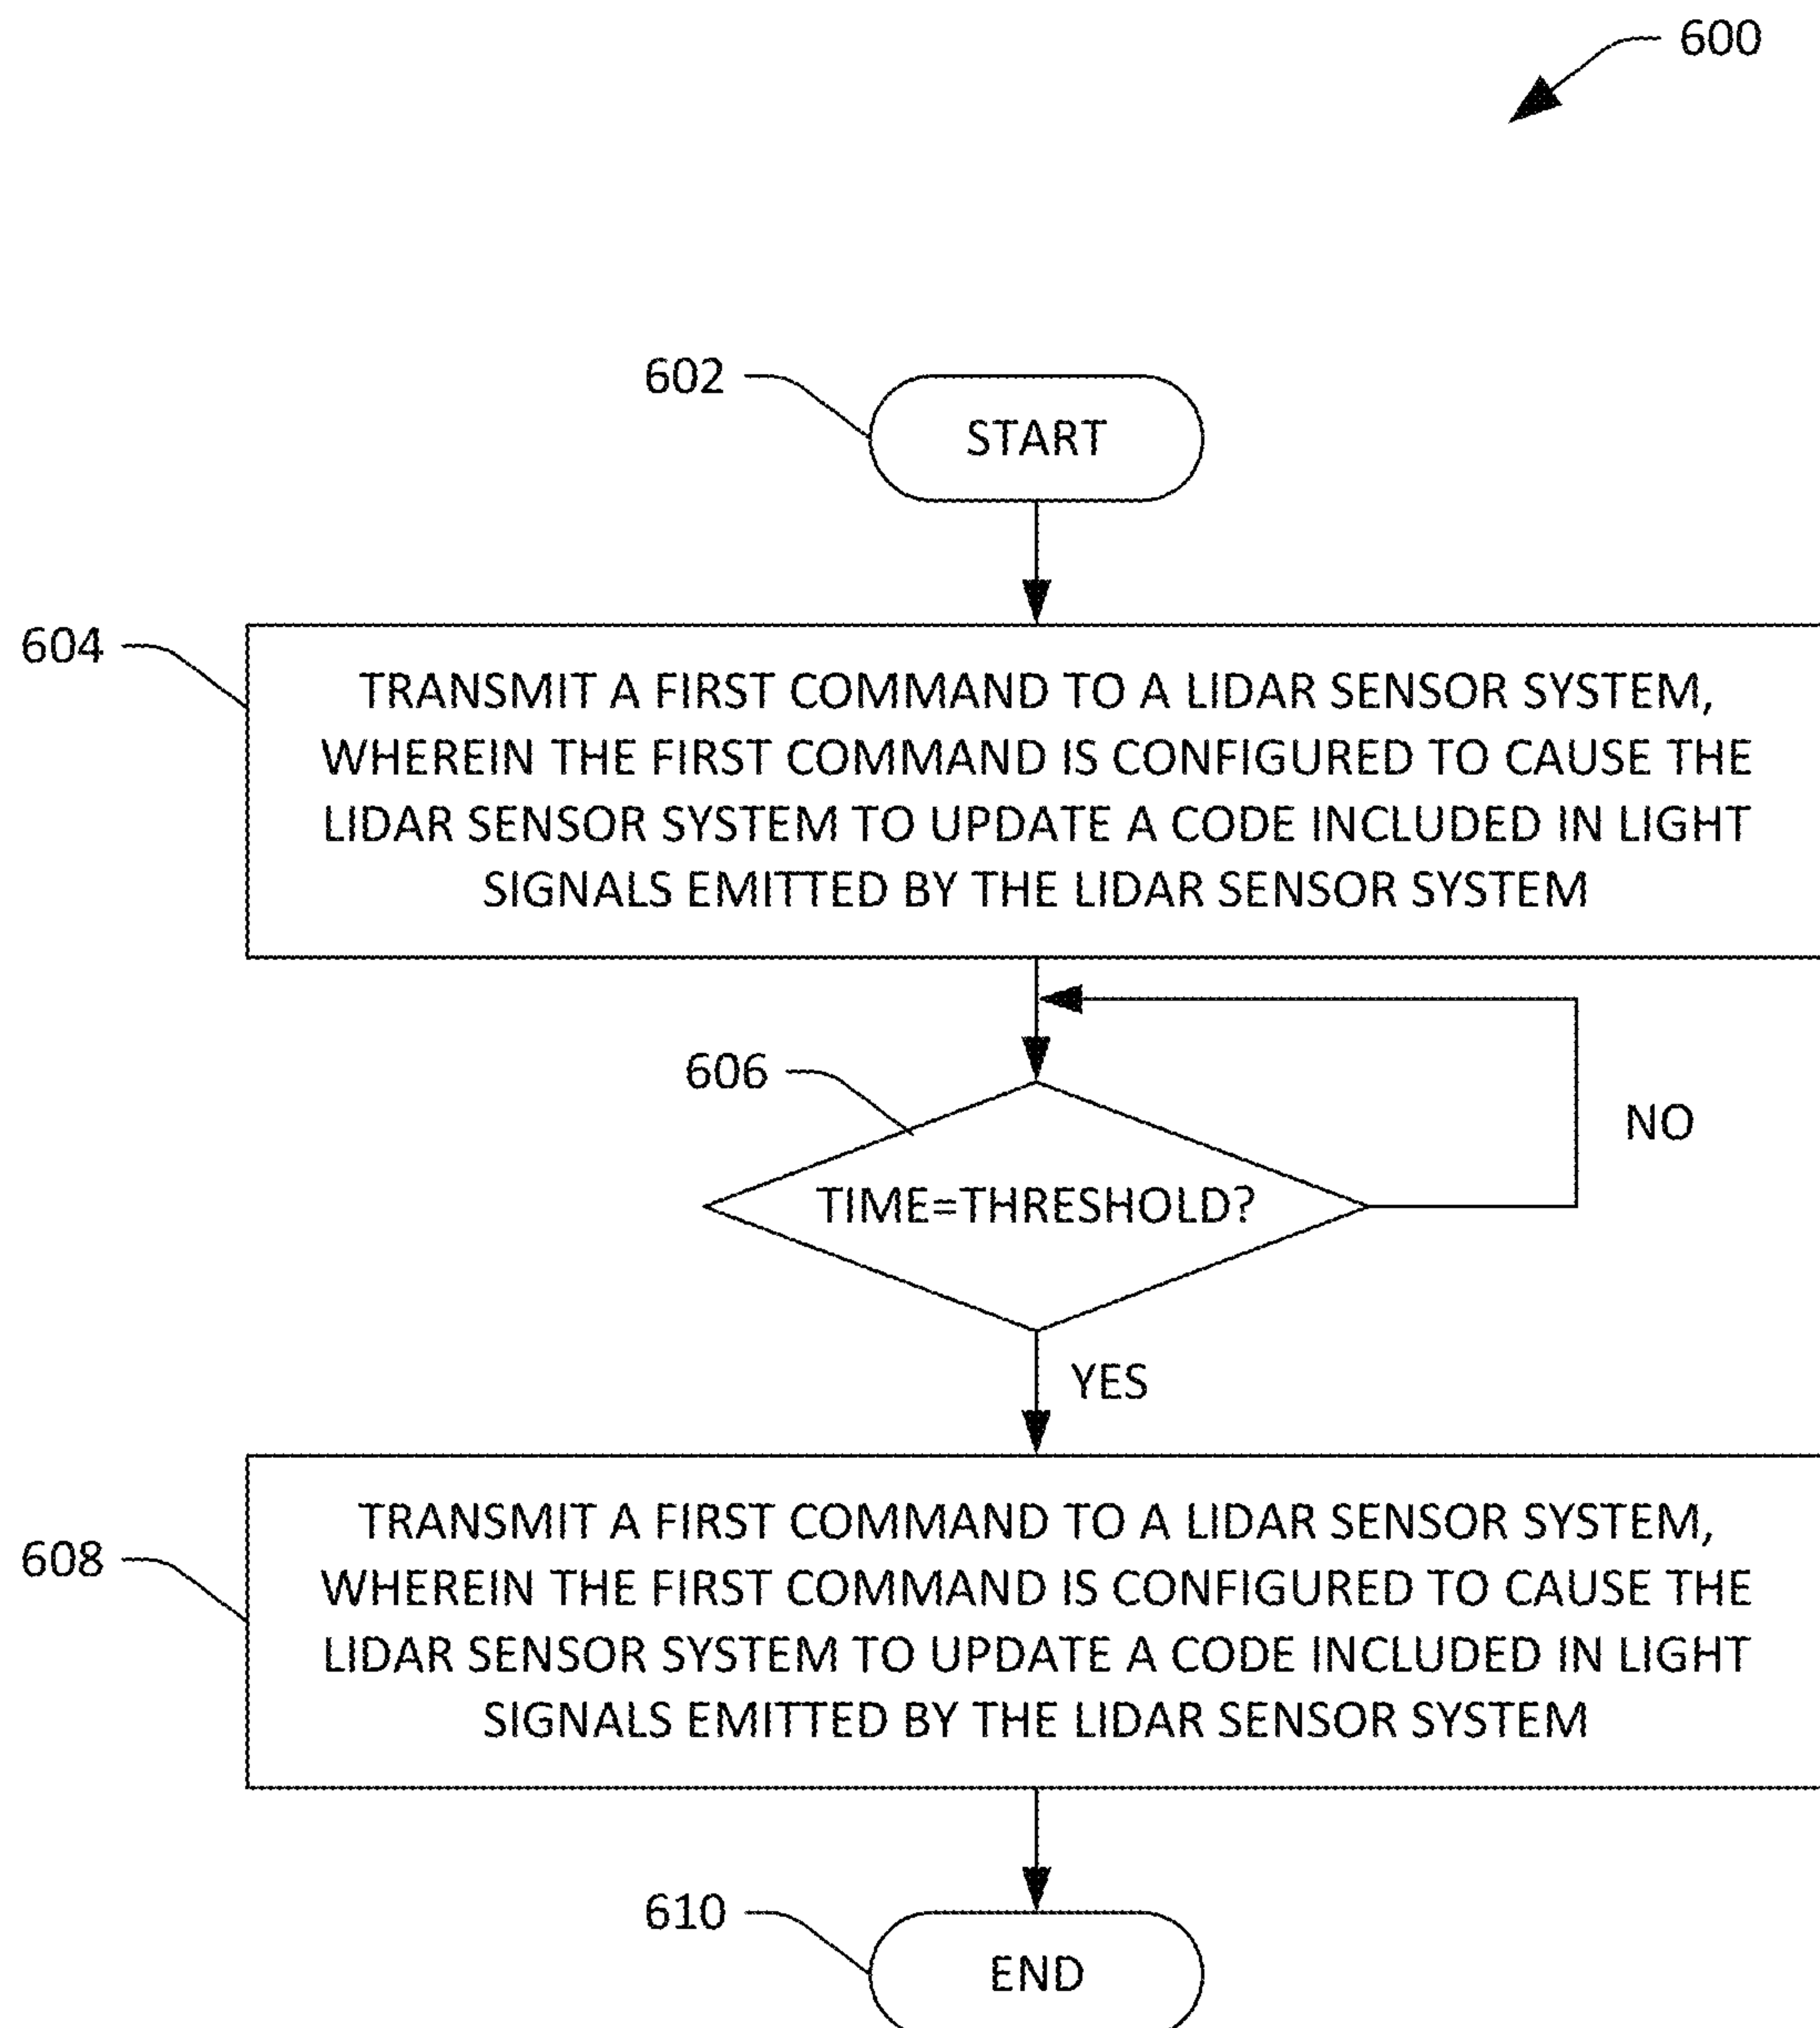 600
602
START
604
TRANSMIT A FIRST COMMAND TO A LIDAR SENSOR SYSTEM,
WHEREIN THE FIRST COMMAND IS CONFIGURED TO CAUSE THE
LIDAR SENSOR SYSTEM TO UPDATE A CODE INCLUDED IN LIGHT
SIGNALS EMITTED BY THE LIDAR SENSOR SYSTEM
606
NO
TIME=THRESHOLD?
YES
608
TRANSMIT A FIRST COMMAND TO A LIDAR SENSOR SYSTEM,
WHEREIN THE FIRST COMMAND IS CONFIGURED TO CAUSE THE
LIDAR SENSOR SYSTEM TO UPDATE A CODE INCLUDED IN LIGHT
SIGNALS EMITTED BY THE LIDAR SENSOR SYSTEM
610
END